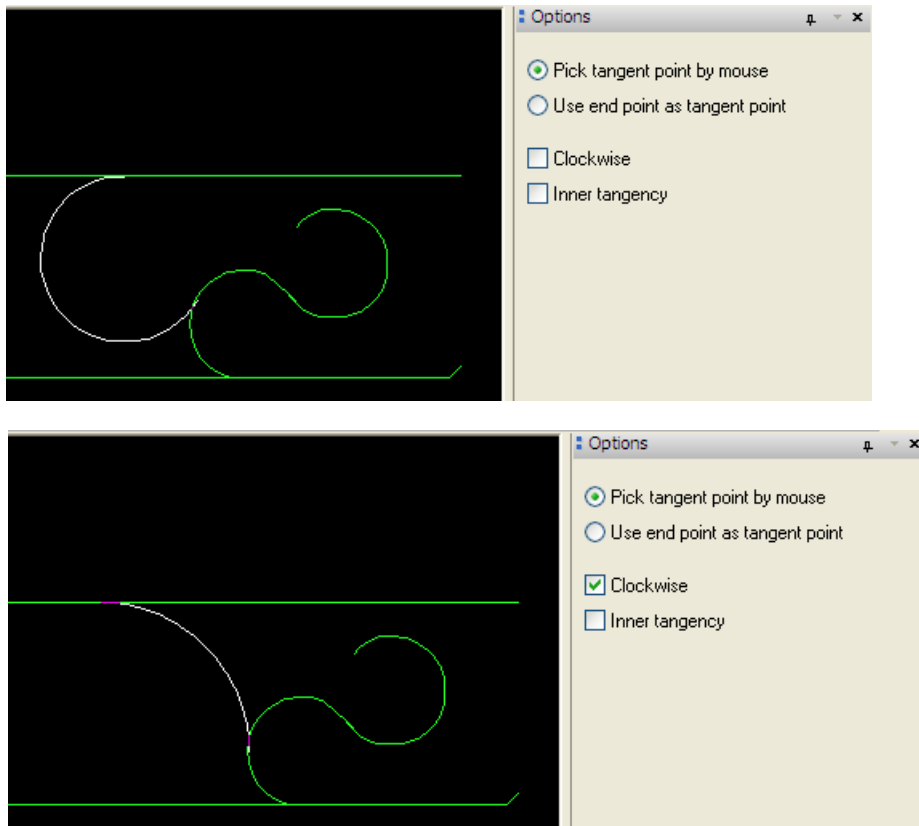 Options
Pick tangent point by mouse
Use end point as tangent point
Clockwise
Inner tangency
Options
Pick tangent point by mouse
Use end point as tangent point
Clockwise
Inner tangency